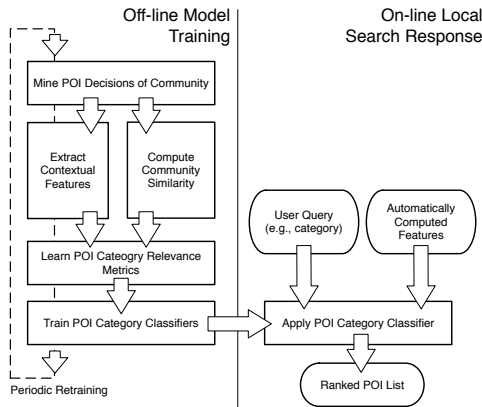 Off-line Model
Training
On-line Local
Search Response
Mine POI Decisions of Community
Extract
Contextual
Features
Compute
Community
Similarity
User Query
(e.g., category)
Automatically
Computed
Features
Learn POI Cateogry Relevance
Metrics
Train POI Category Classifiers
Apply POI Category Classifier
Periodic Retraining
Ranked POI List